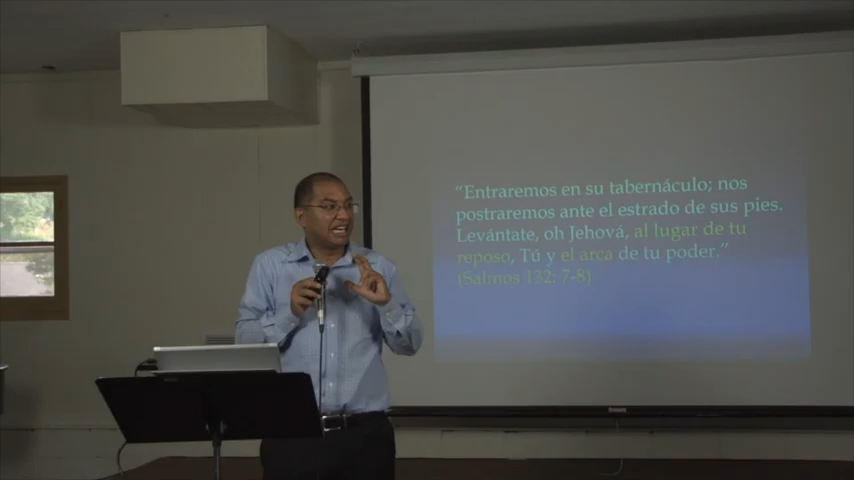 “Entraremos en su tabernáculo; nos
postraremos ante el estrado de sus pies.
Levántate, oh Jehová, al lugar de tu
reposo, Tú y el arca de tu poder.”
(Salmos 132: 7-8)